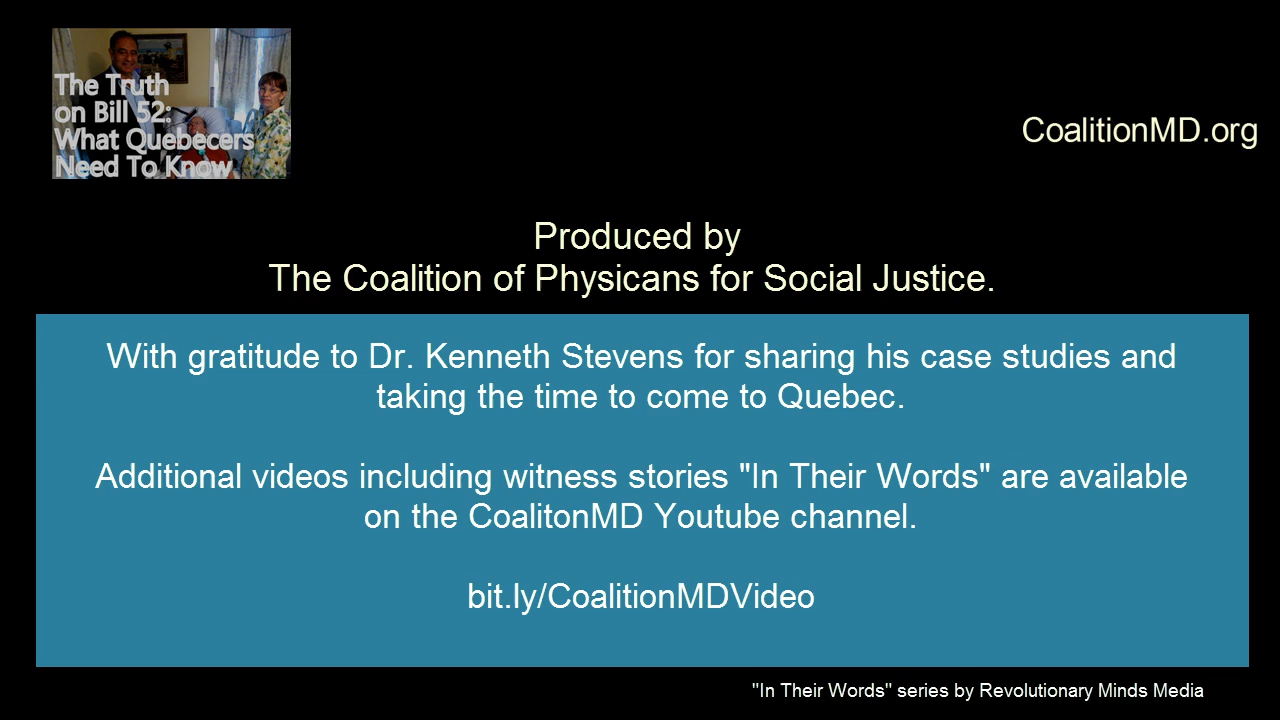 The Truth
on Bill 52:
What Quebecers
Need To Know
CoalitionMD.org
Produced by
The Coalition of Physicans for Social Justice.
With gratitude to Dr. Kenneth Stevens for sharing his case studies and
taking the time to come to Quebec.
Additional videos including witness stories "In Their Words" are available
on the CoalitonMD Youtube channel.
bit.ly/CoalitionMDVideo
"In Their Words" series by Revolutionary Minds Media